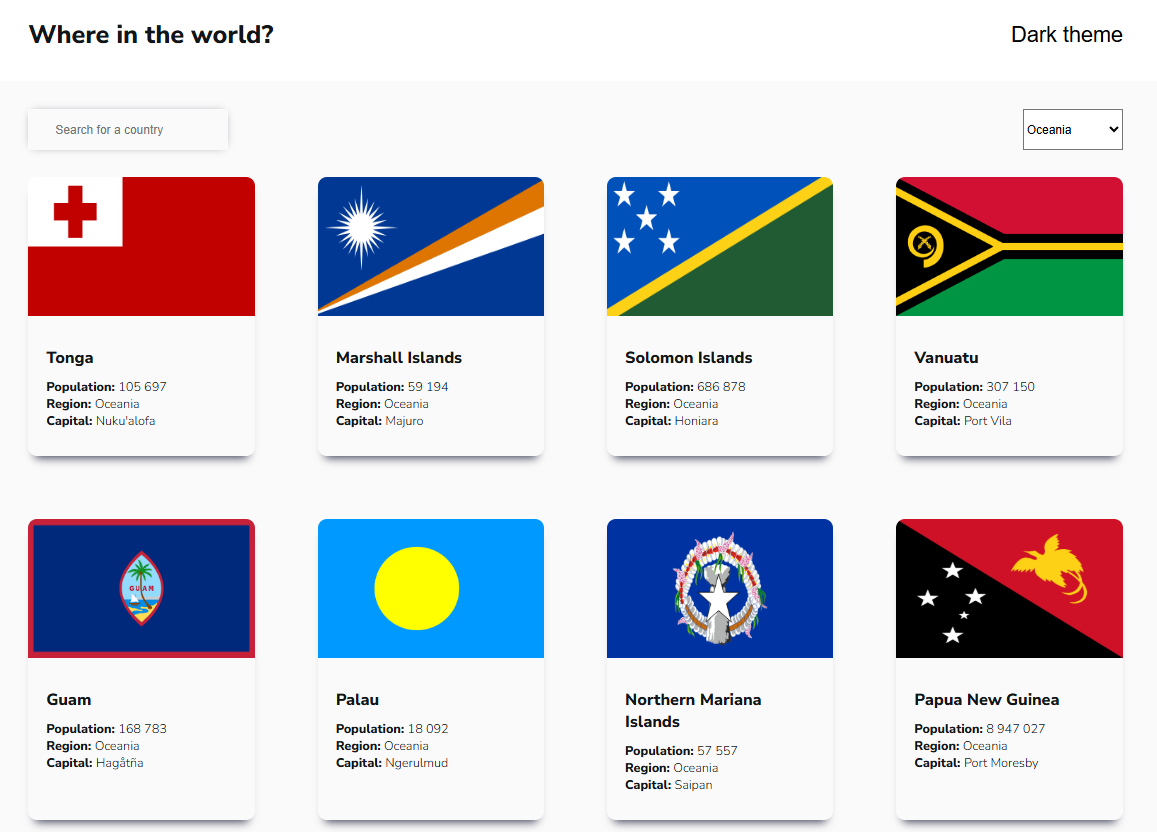 Where in the world?
Dark theme
Search for a country
Oceania
Tonga
Population: 105 697
Region: Oceania
Capital: Nuku'alofa
Marshall Islands
Population: 59 194
Region: Oceania
Capital: Majuro
Solomon Islands
Population: 686 878
Region: Oceania
Capital: Honiara
Vanuatu
Population: 307 150
Region: Oceania
Capital: Port Vila
GUAM
Guam
Population: 168 783
Region: Oceania
Capital: Hagåtña
Palau
Population: 18 092
Region: Oceania
Capital: Ngerulmud
Northern Mariana
Islands
Population: 57 557
Region: Oceania
Capital: Saipan
Papua New Guinea
Population: 8 947 027
Region: Oceania
Capital: Port Moresby